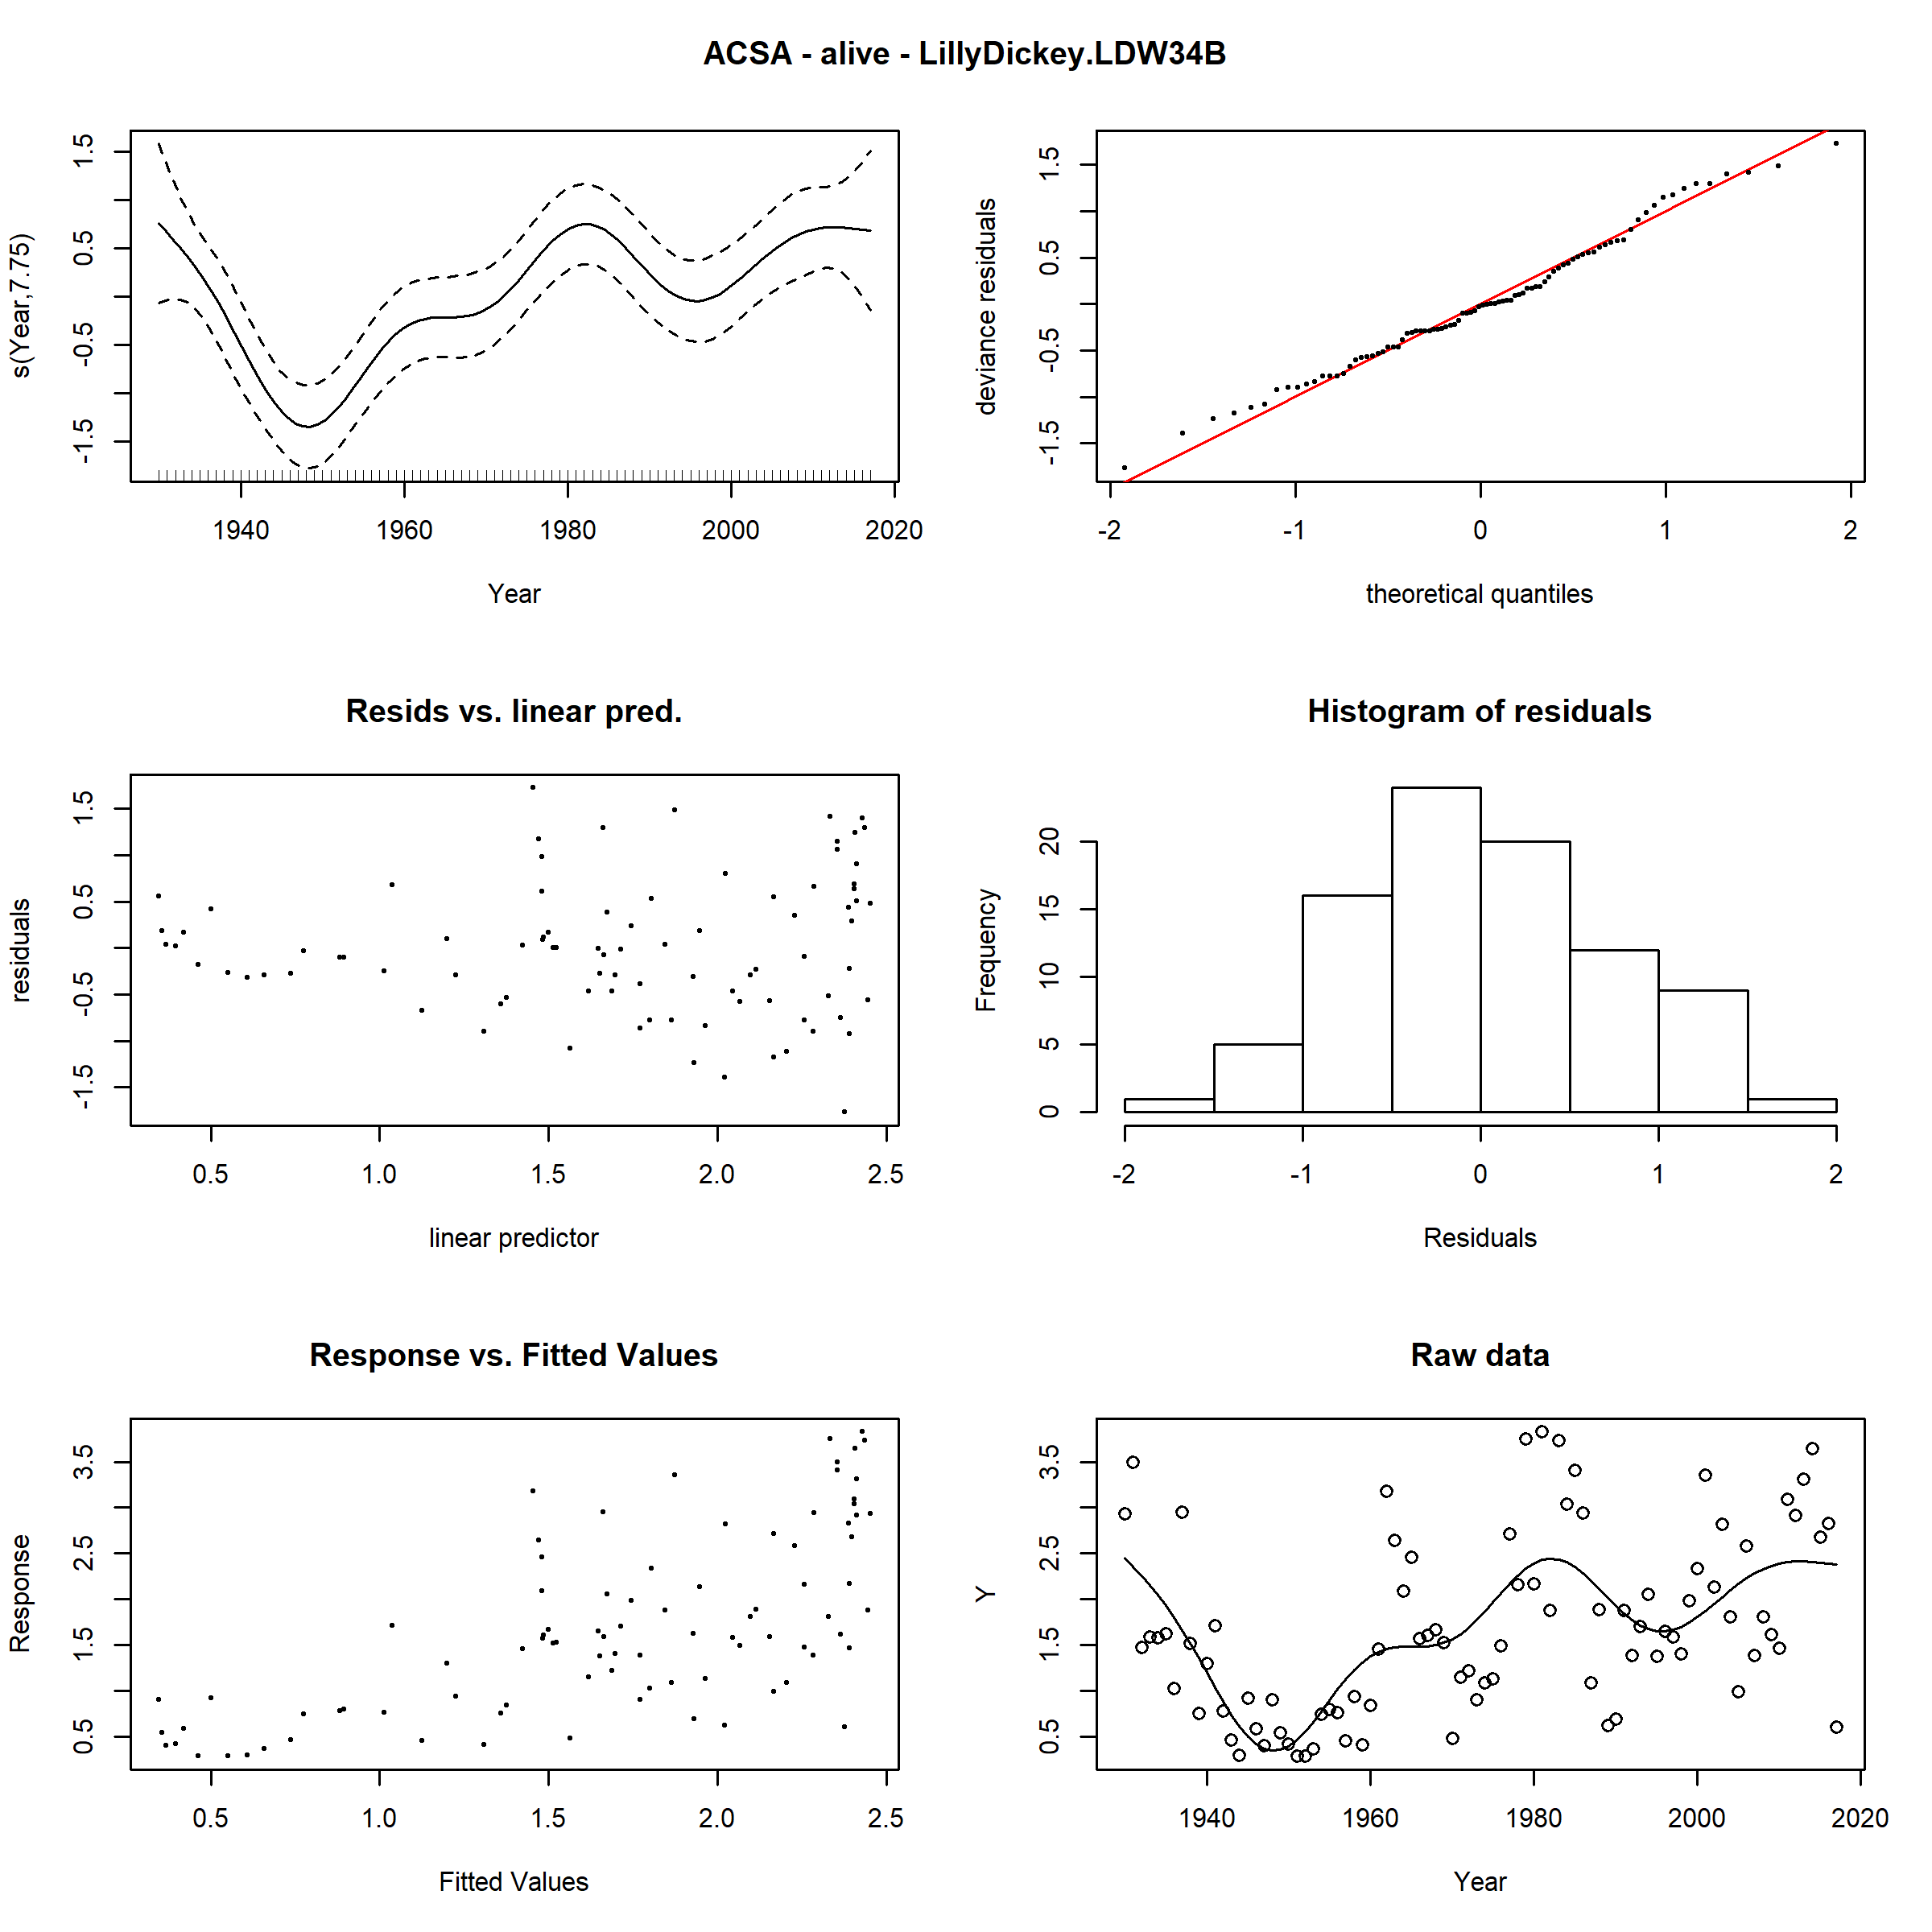 ACSA - alive - LillyDickey.LDW34B
s(Year,7.75)
1.5
0.5
-0.5
-1.5
1940 1960 1980 2000 2020
Year
deviance residuals
1.5
0.5
-0.5
-1.5
-2 -1 0 1 2
theoretical quantiles
Resids vs. linear pred.
residuals
1.5
0.5
-0.5
-1.5
0.5 1.0 1.5 2.0 2.5
linear predictor
Histogram of residuals
Frequency
20
15
10
5
0
-2 -1 0 1 2
Residuals
Response vs. Fitted Values
Response
3.5
2.5
1.5
0.5
0.5 1.0 1.5 2.0 2.5
Fitted Values
Raw data
Y
3.5
2.5
1.5
0.5
1940 1960 1980 2000 2020
Year